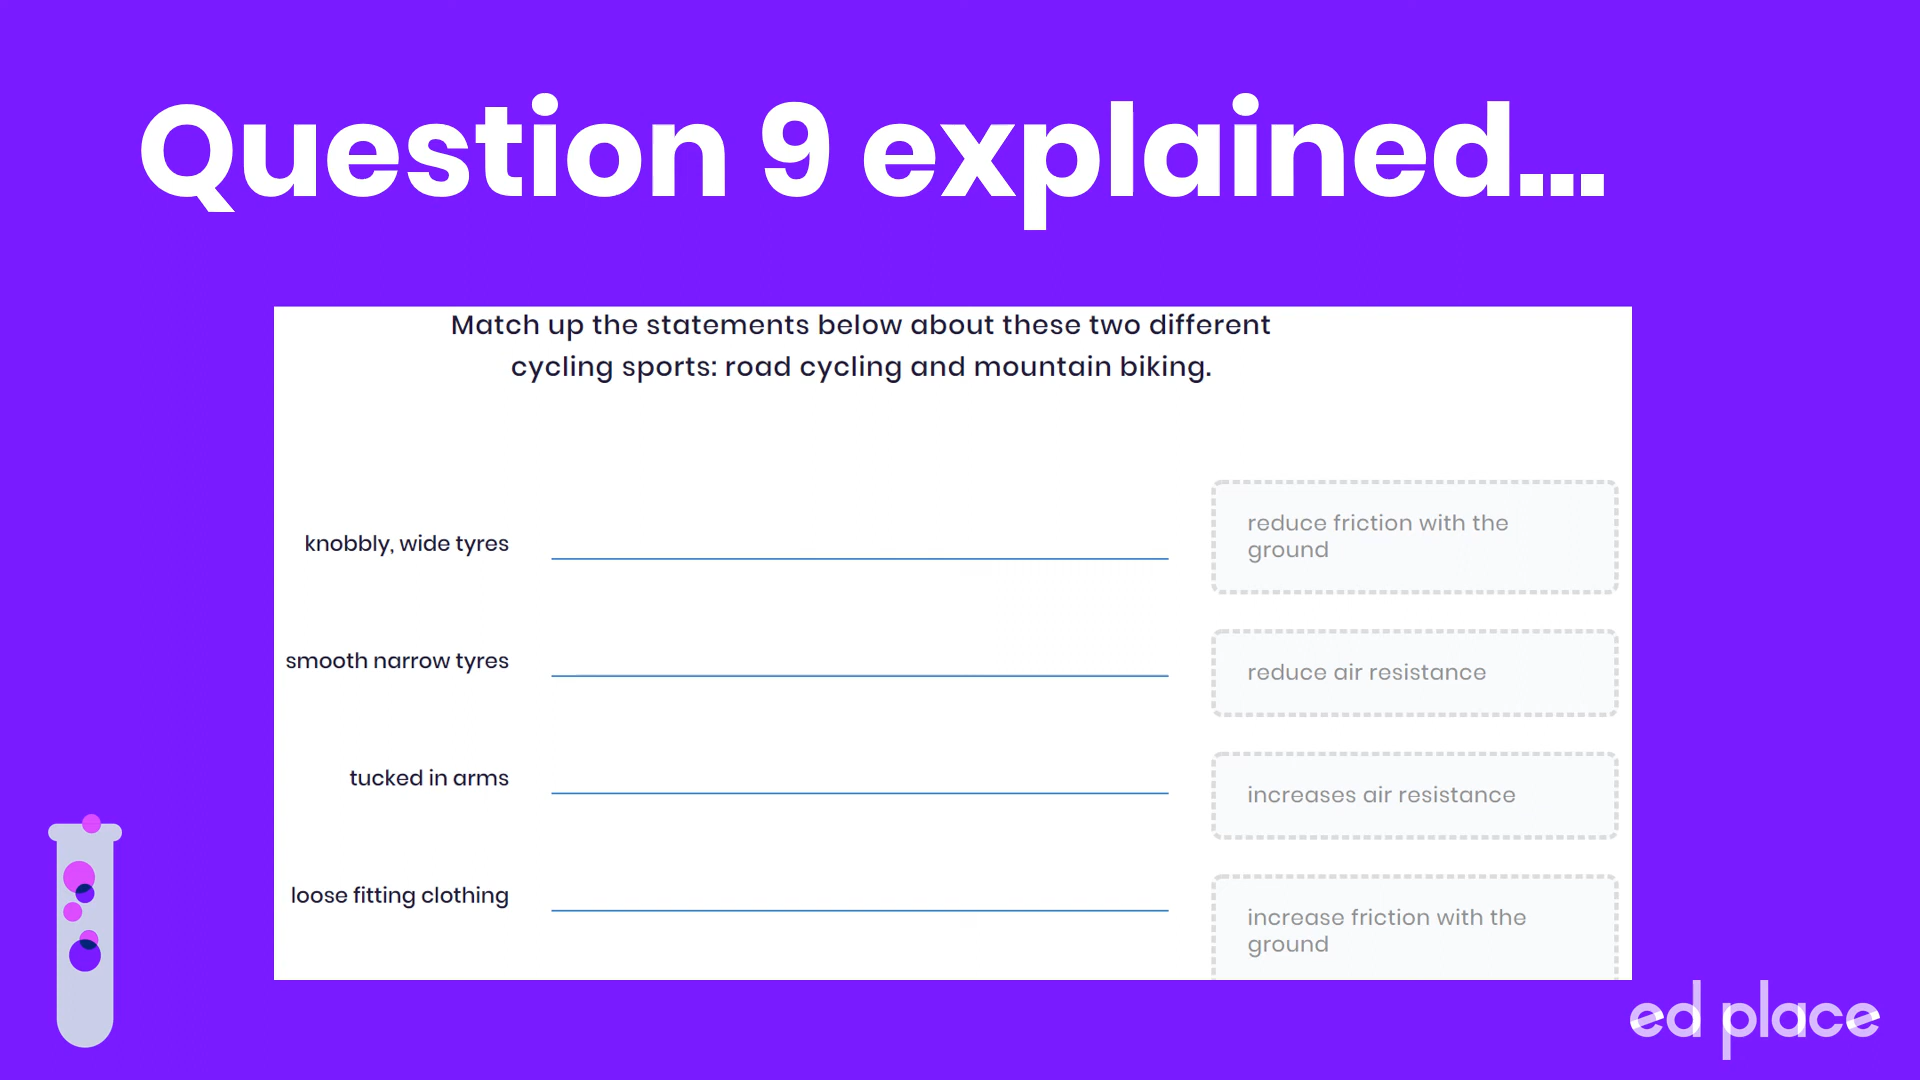 Question 9 explained...
Match up the statements below about these two different
cycling sports: road cycling and mountain biking.
knobbly, wide tyres
reduce friction with the
ground
smooth narrow tyres
reduce air resistance
tucked in arms
increases air resistance
loose fitting clothing
increase friction with the
ground
ed place